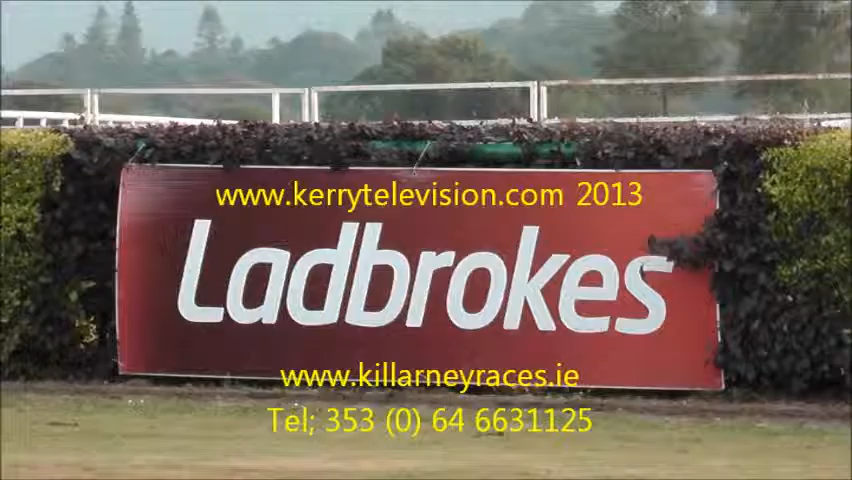 www.kerrytelevision.com 2013
Ladbrokes
www.killarneyraces.ie
Tel; 353 (0) 64 6631125